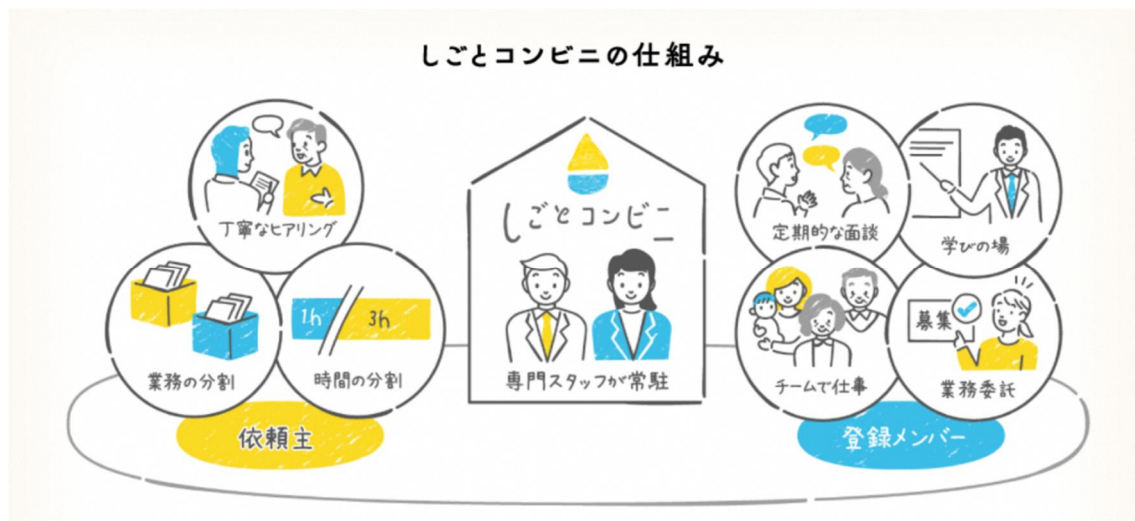 しごとコンビニの仕組み
丁寧なヒアリング
業務の分割
1h
3h
時間の分割
依頼主
しごとコンビニ
専門スタッフが常駐
定期的な面談
学びの場
チームで仕事
募集
業務委託
登録メンバー